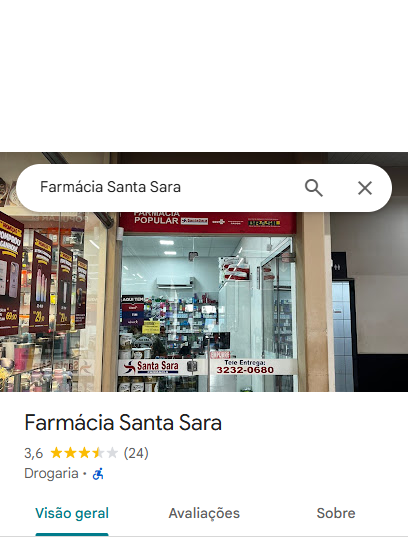 Farmácia Santa Sara
FARMÁCIA
POPULAR
AQUI TEM
Santa Sara
Tele Entrega:
3232-0680
Farmácia Santa Sara
3,6 (24)
Drogaria ·
Visão geral
Avaliações
Sobre